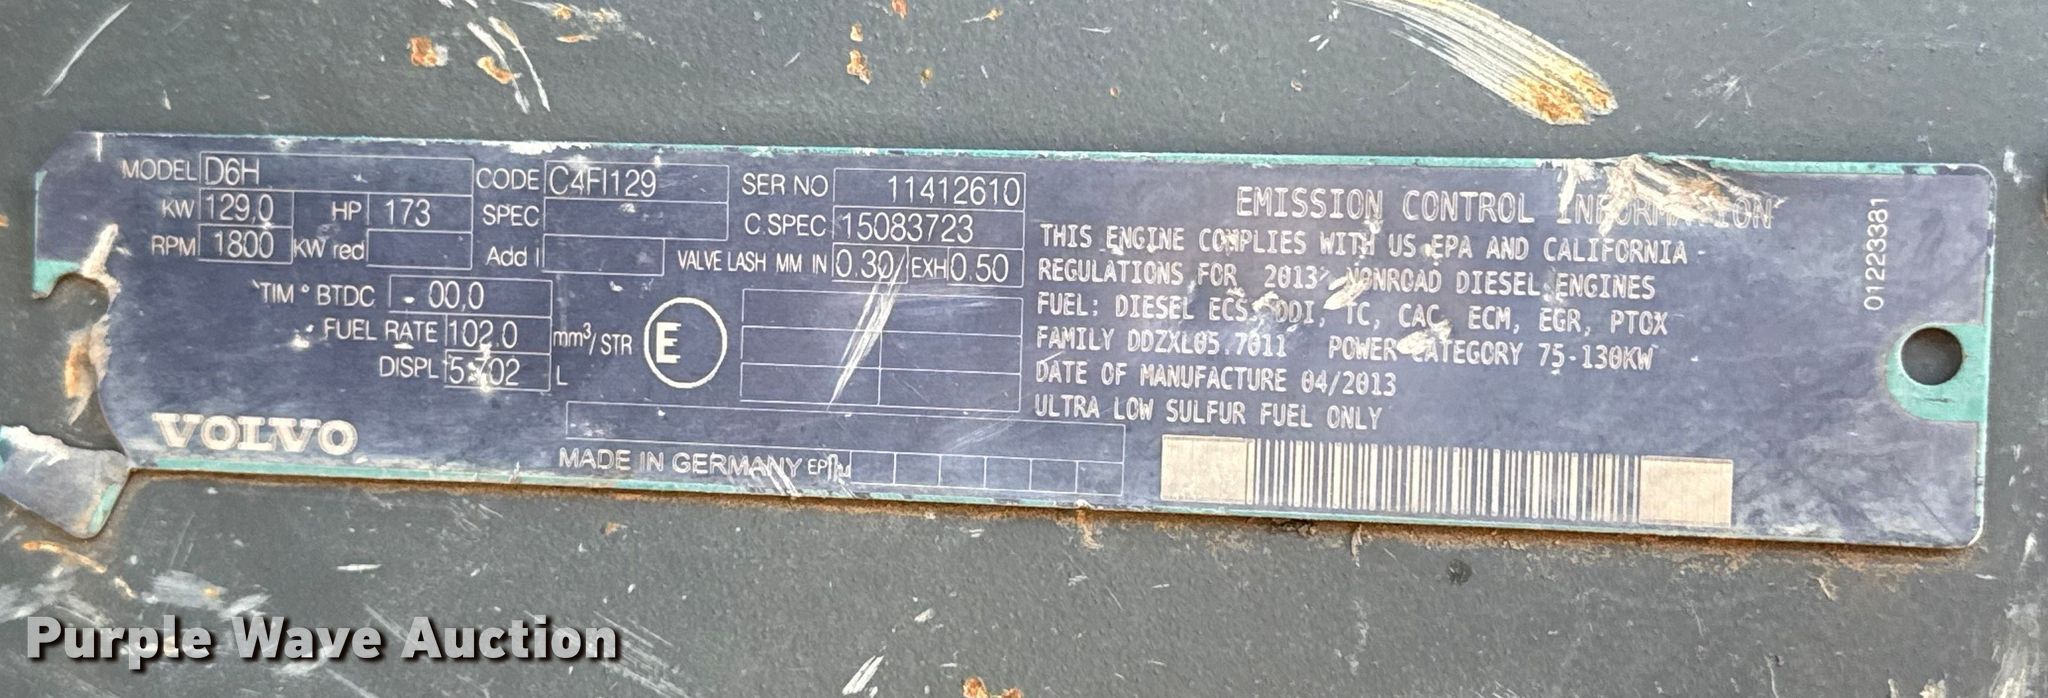 MODEL D6H CODE C4FI129 SER NO 11412610
KW 129,0 HP 173 SPEC C.SPEC 15083723
RPM 1800 KW red Add I VALVE LASH MM IN 0.30 EXH 0.50
TIM ° BTDC - 00,0
FUEL RATE 102.0 mm³/STR
E
DISPL 5.702 L
VOLVO
MADE IN GERMANY
EMISSION CONTROL INFORMATION
THIS ENGINE COMPLIES WITH US EPA AND CALIFORNIA
REGULATIONS FOR 2013 NONROAD DIESEL ENGINES
FUEL: DIESEL ECS: DDI, TC, CAC, ECM, EGR, PTOX
FAMILY DDZXL05.7011 POWER CATEGORY 75-130KW
DATE OF MANUFACTURE 04/2013
ULTRA LOW SULFUR FUEL ONLY
01223381
Purple Wave Auction